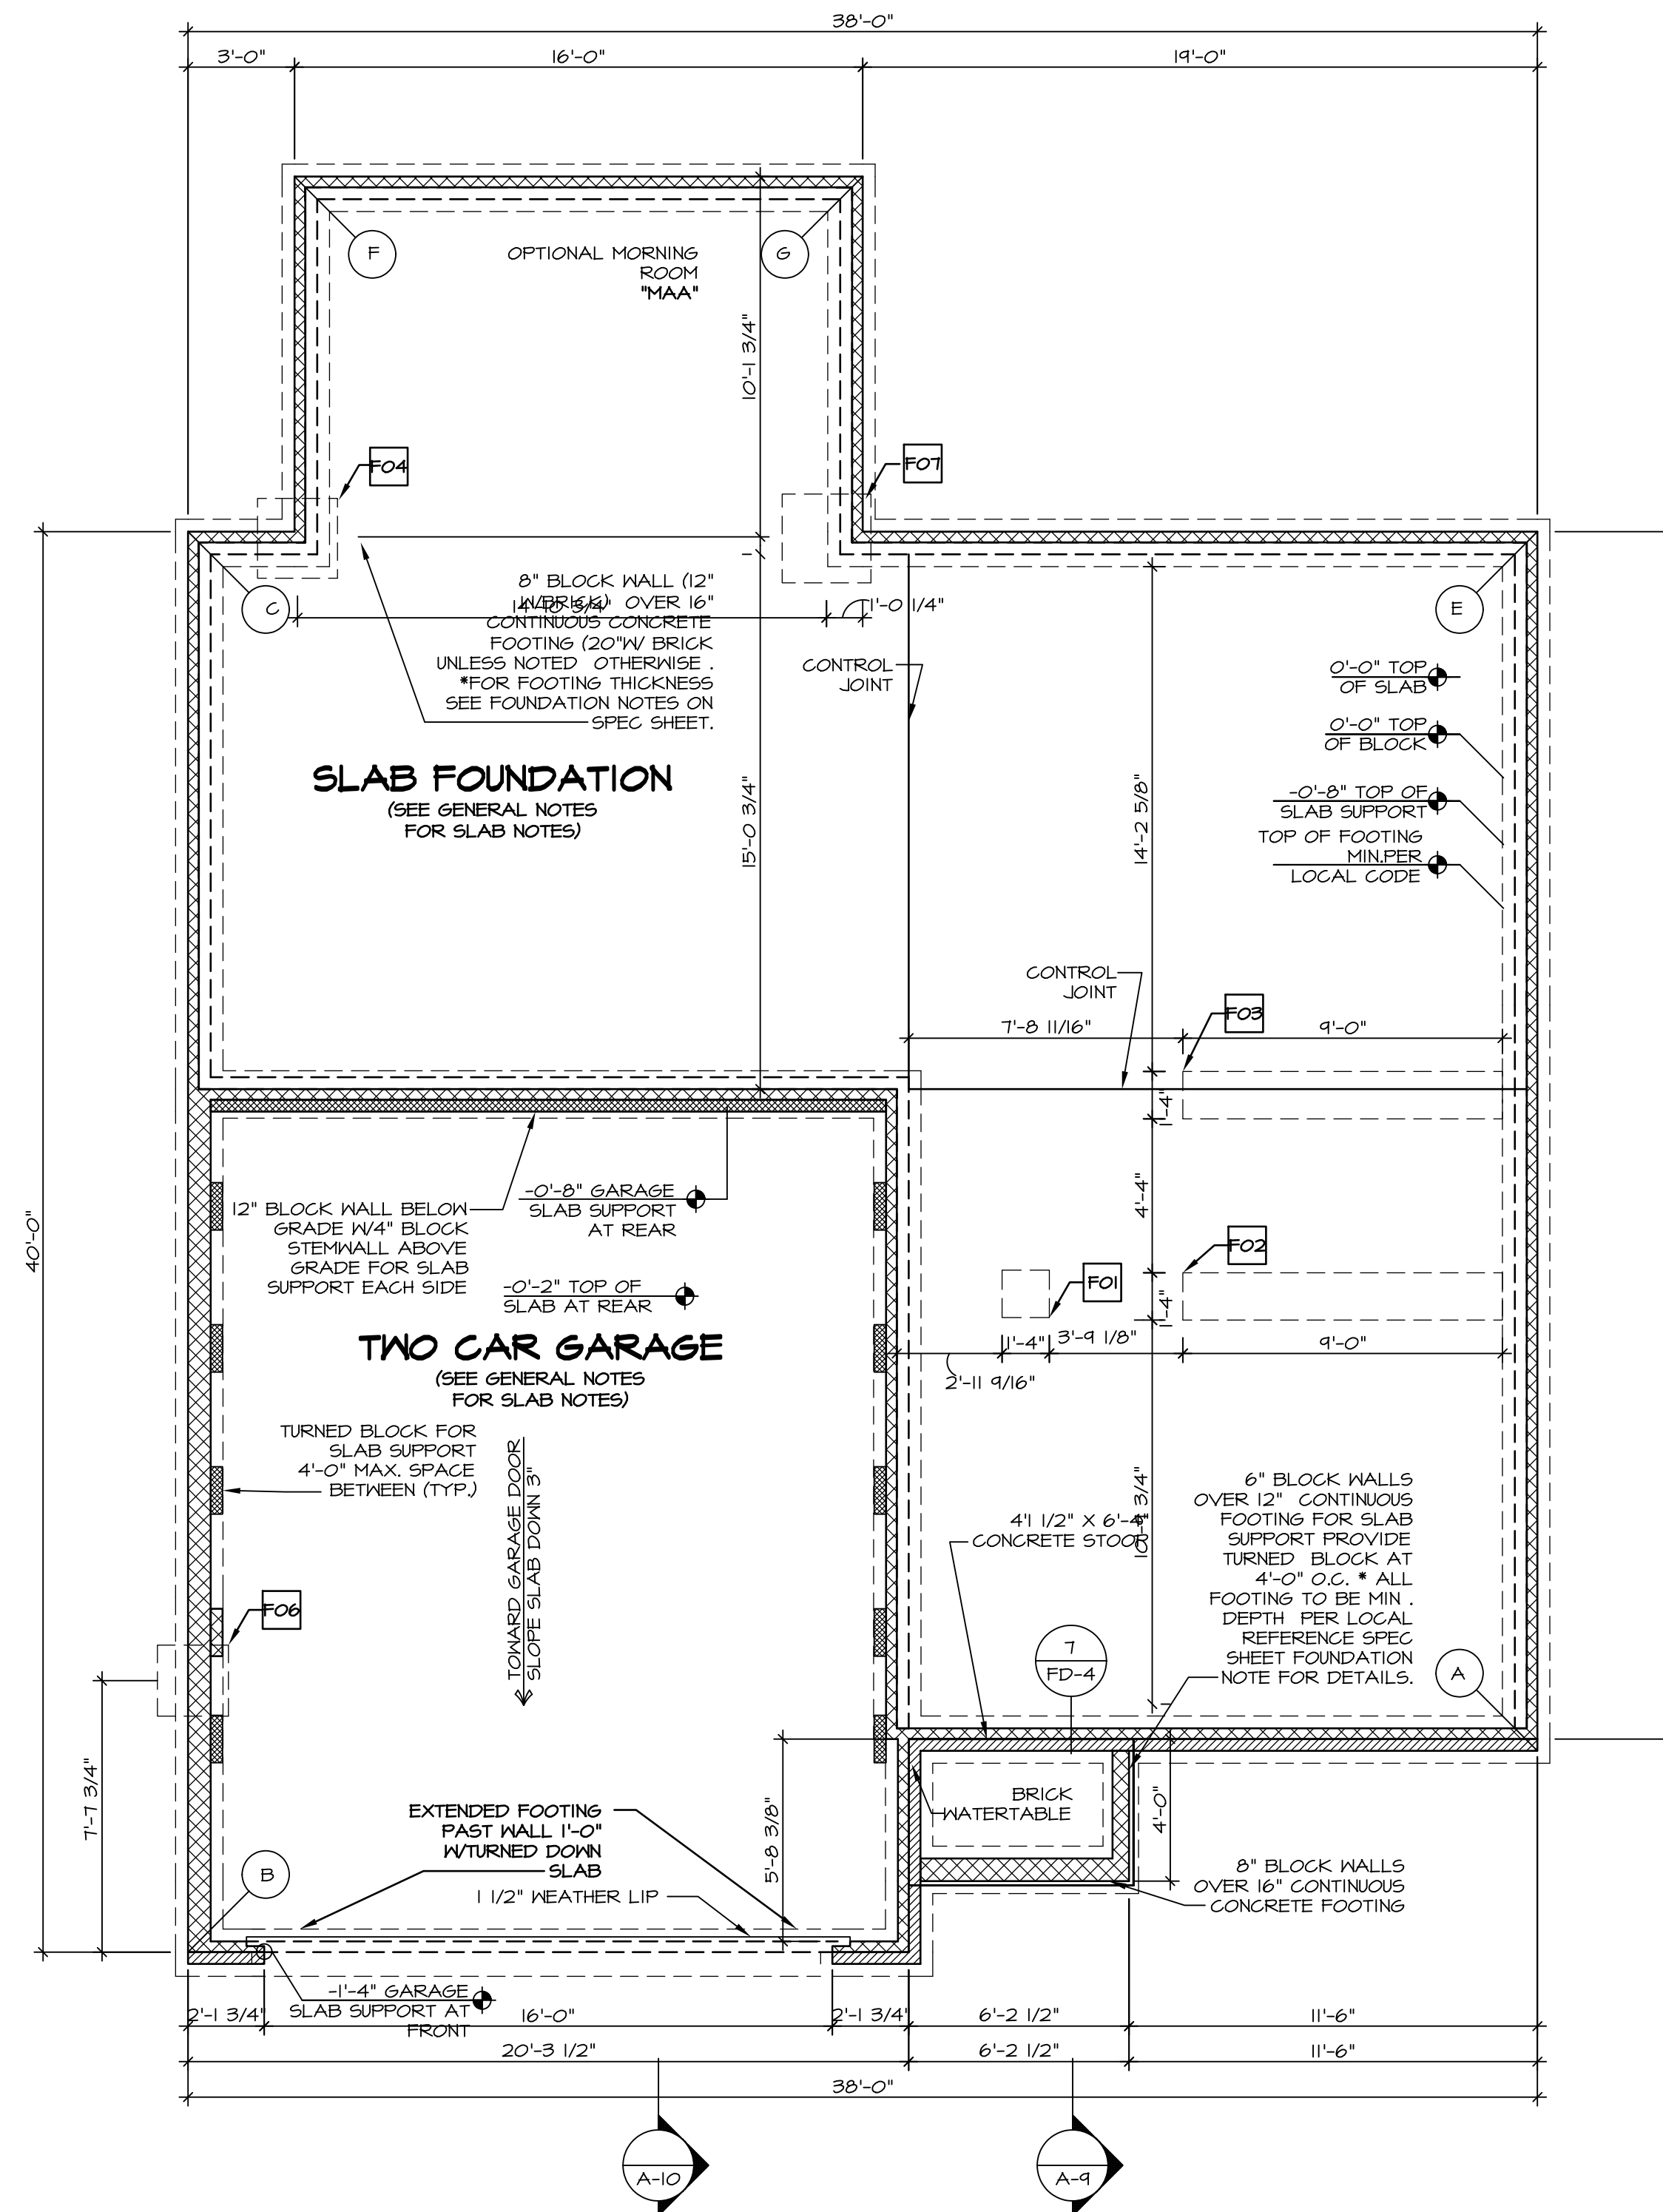 38'-0"
3'-0"
16'-0"
19'-0"
F
G
OPTIONAL MORNING
ROOM
"MAA"
10'-1 3/4"
F04
F07
8" BLOCK WALL (12"
W/BRICK) OVER 16"
14'-10 3/4"
CONTINUOUS CONCRETE
FOOTING (20"W/ BRICK
UNLESS NOTED OTHERWISE .
*FOR FOOTING THICKNESS
SEE FOUNDATION NOTES ON
SPEC SHEET.
1'-0 1/4"
C
E
CONTROL
JOINT
0'-0" TOP
OF SLAB
0'-0" TOP
OF BLOCK
-0'-8" TOP OF
SLAB SUPPORT
TOP OF FOOTING
MIN.PER
LOCAL CODE
SLAB FOUNDATION
(SEE GENERAL NOTES
FOR SLAB NOTES)
15'-0 3/4"
14'-2 5/8"
CONTROL
JOINT
F03
7'-8 11/16"
9'-0"
1'-4"
40'-0"
12" BLOCK WALL BELOW
GRADE W/4" BLOCK
STEMWALL ABOVE
GRADE FOR SLAB
SUPPORT EACH SIDE
-0'-8" GARAGE
SLAB SUPPORT
AT REAR
-0'-2" TOP OF
SLAB AT REAR
4'-4"
F02
F01
1'-4"
TWO CAR GARAGE
(SEE GENERAL NOTES
FOR SLAB NOTES)
1'-4"
3'-9 1/8"
9'-0"
2'-11 9/16"
TURNED BLOCK FOR
SLAB SUPPORT
4'-0" MAX. SPACE
BETWEEN (TYP.)
TOWARD GARAGE DOOR
SLOPE SLAB DOWN 3"
4'1 1/2" X 6'-4"
CONCRETE STOOP
3/4"
6" BLOCK WALLS
OVER 12" CONTINUOUS
FOOTING FOR SLAB
SUPPORT PROVIDE
TURNED BLOCK AT
4'-0" O.C. * ALL
FOOTING TO BE MIN .
DEPTH PER LOCAL
REFERENCE SPEC
SHEET FOUNDATION
NOTE FOR DETAILS.
F06
7
FD-4
A
7'-7 3/4"
BRICK
WATERTABLE
4'-0"
5'-8 3/8"
EXTENDED FOOTING
PAST WALL 1'-0"
W/TURNED DOWN
SLAB
1 1/2" WEATHER LIP
B
8" BLOCK WALLS
OVER 16" CONTINUOUS
CONCRETE FOOTING
-1'-4" GARAGE
SLAB SUPPORT AT
FRONT
2'-1 3/4"
16'-0"
2'-1 3/4"
6'-2 1/2"
11'-6"
20'-3 1/2"
6'-2 1/2"
11'-6"
38'-0"
A-10
A-9